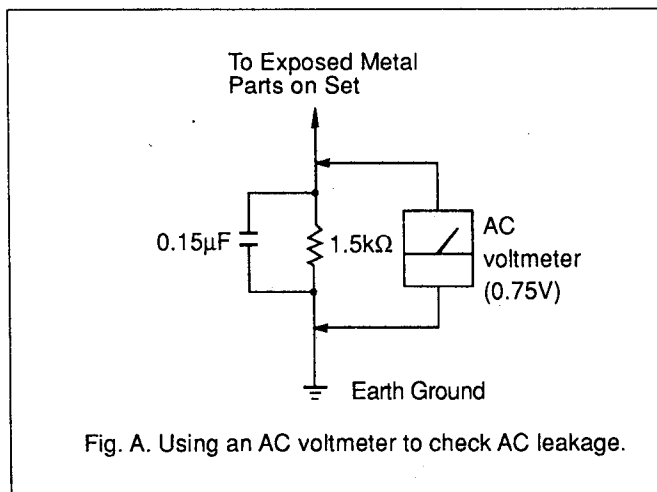 To Exposed Metal
Parts on Set
0.15µF
1.5kΩ
AC
voltmeter
(0.75V)
Earth Ground
Fig. A. Using an AC voltmeter to check AC leakage.